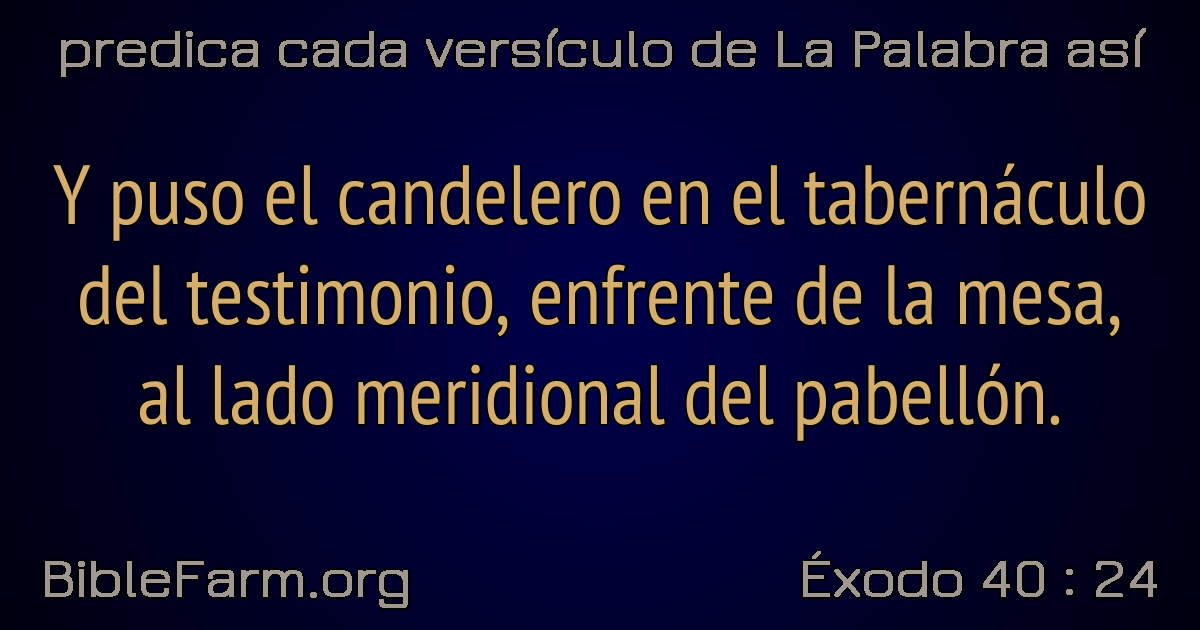 predica cada versículo de La Palabra así
Y puso el candelero en el tabernáculo
del testimonio, enfrente de la mesa,
al lado meridional del pabellón.
BibleFarm.org
Éxodo 40 : 24